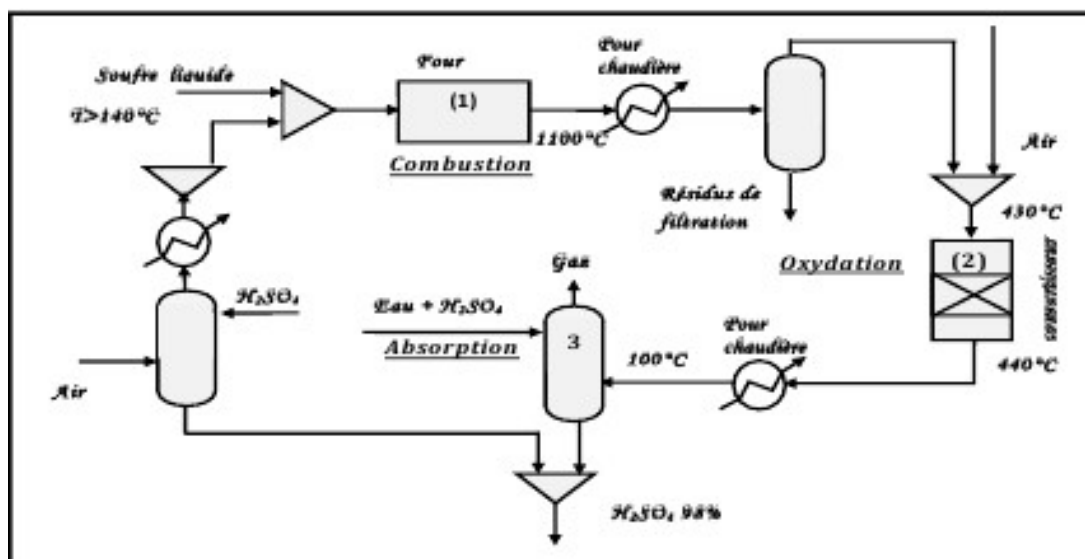 Soufre liquide
T>140°C
Four
(1)
Combustion
1100°C
Pour
chaudière
Résidus de
filtration
Air
430°C
Oxydation
(2)
convertisseur
440°C
Pour
chaudière
100°C
Gaz
3
Eau + H₂SO₄
Absorption
H₂SO₄
Air
H₂SO₄ 98%